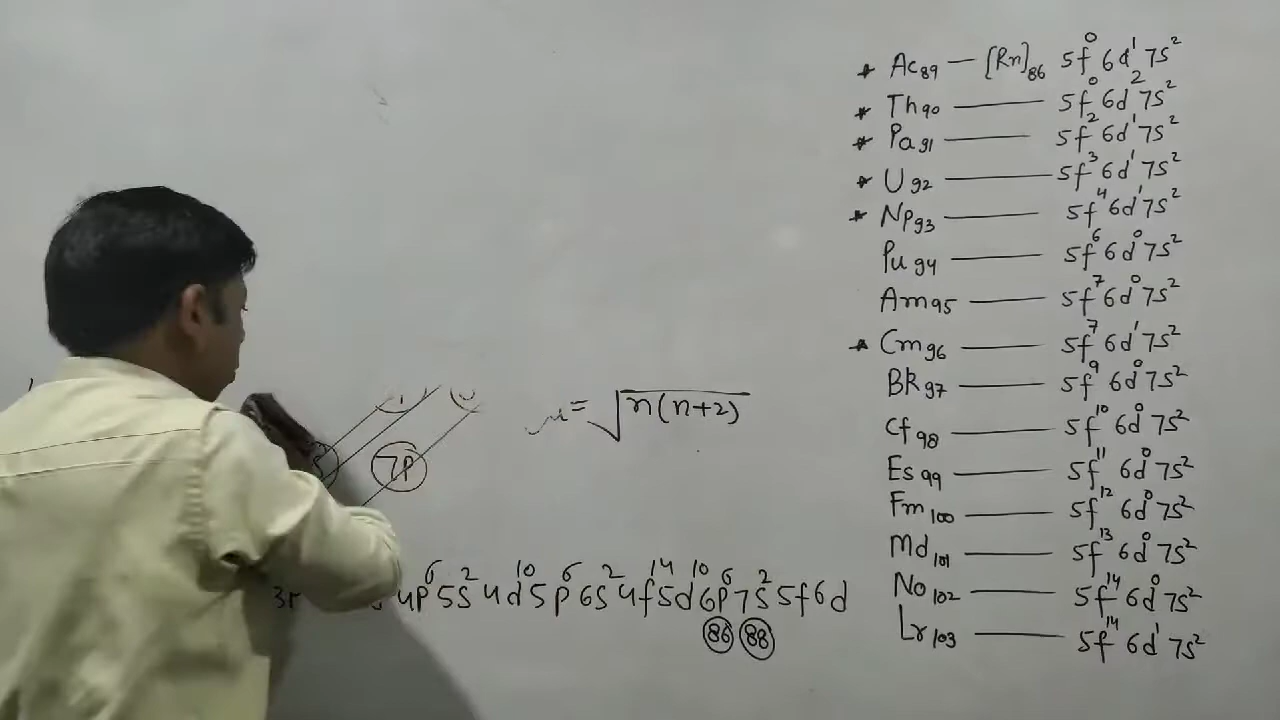 Ac₈₉ — [Rn]₈₆ 5f⁰ 6d¹ 7s²
Th₉₀ — 5f⁰ 6d² 7s²
Pa₉₁ — 5f² 6d¹ 7s²
U₉₂ — 5f³ 6d¹ 7s²
Np₉₃ — 5f⁴ 6d¹ 7s²
Pu₉₄ — 5f⁶ 6d⁰ 7s²
Am₉₅ — 5f⁷ 6d⁰ 7s²
Cm₉₆ — 5f⁷ 6d¹ 7s²
BR₉₇ — 5f⁹ 6d⁰ 7s²
Cf₉₈ — 5f¹⁰ 6d⁰ 7s²
Es₉₉ — 5f¹¹ 6d⁰ 7s²
Fm₁₀₀ — 5f¹² 6d⁰ 7s²
Md₁₀₁ — 5f¹³ 6d⁰ 7s²
No₁₀₂ — 5f¹⁴ 6d⁰ 7s²
Lr₁₀₃ — 5f¹⁴ 6d¹ 7s²
μ = √n(n+2)
7P
4p⁶ 5s² 4d¹⁰ 5p⁶ 6s² 4f¹⁴ 5d¹⁰ 6p⁶ 7s² 5f 6d
86 88